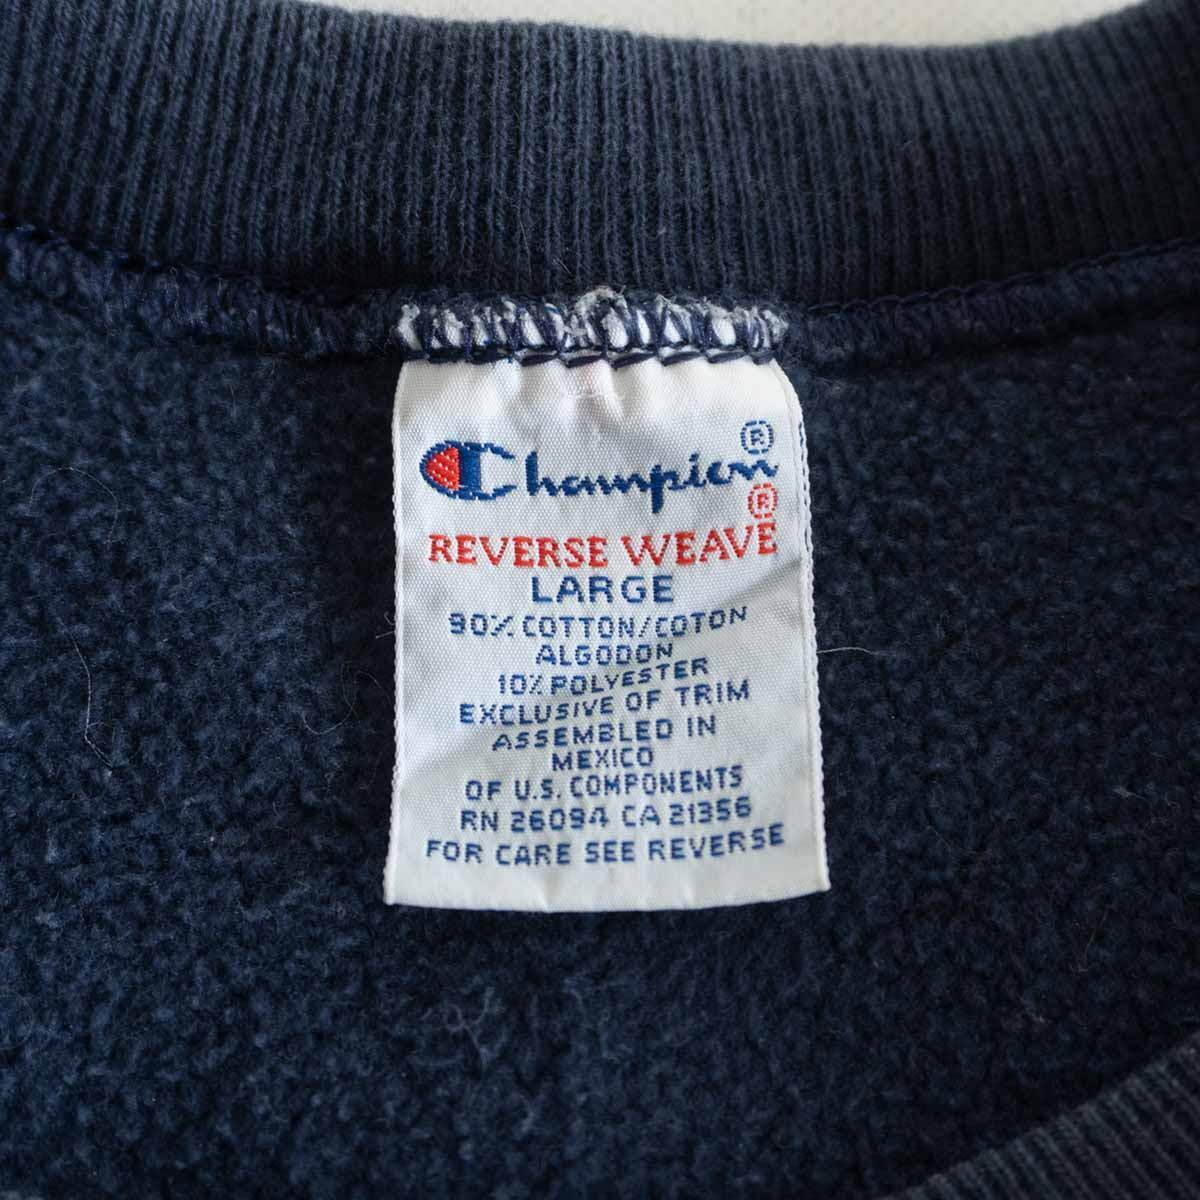 Champion®
REVERSE WEAVE®
LARGE
90% COTTON/COTON
ALGODON
10% POLYESTER
EXCLUSIVE OF TRIM
ASSEMBLED IN
MEXICO
OF U.S. COMPONENTS
RN 26094 CA 21356
FOR CARE SEE REVERSE